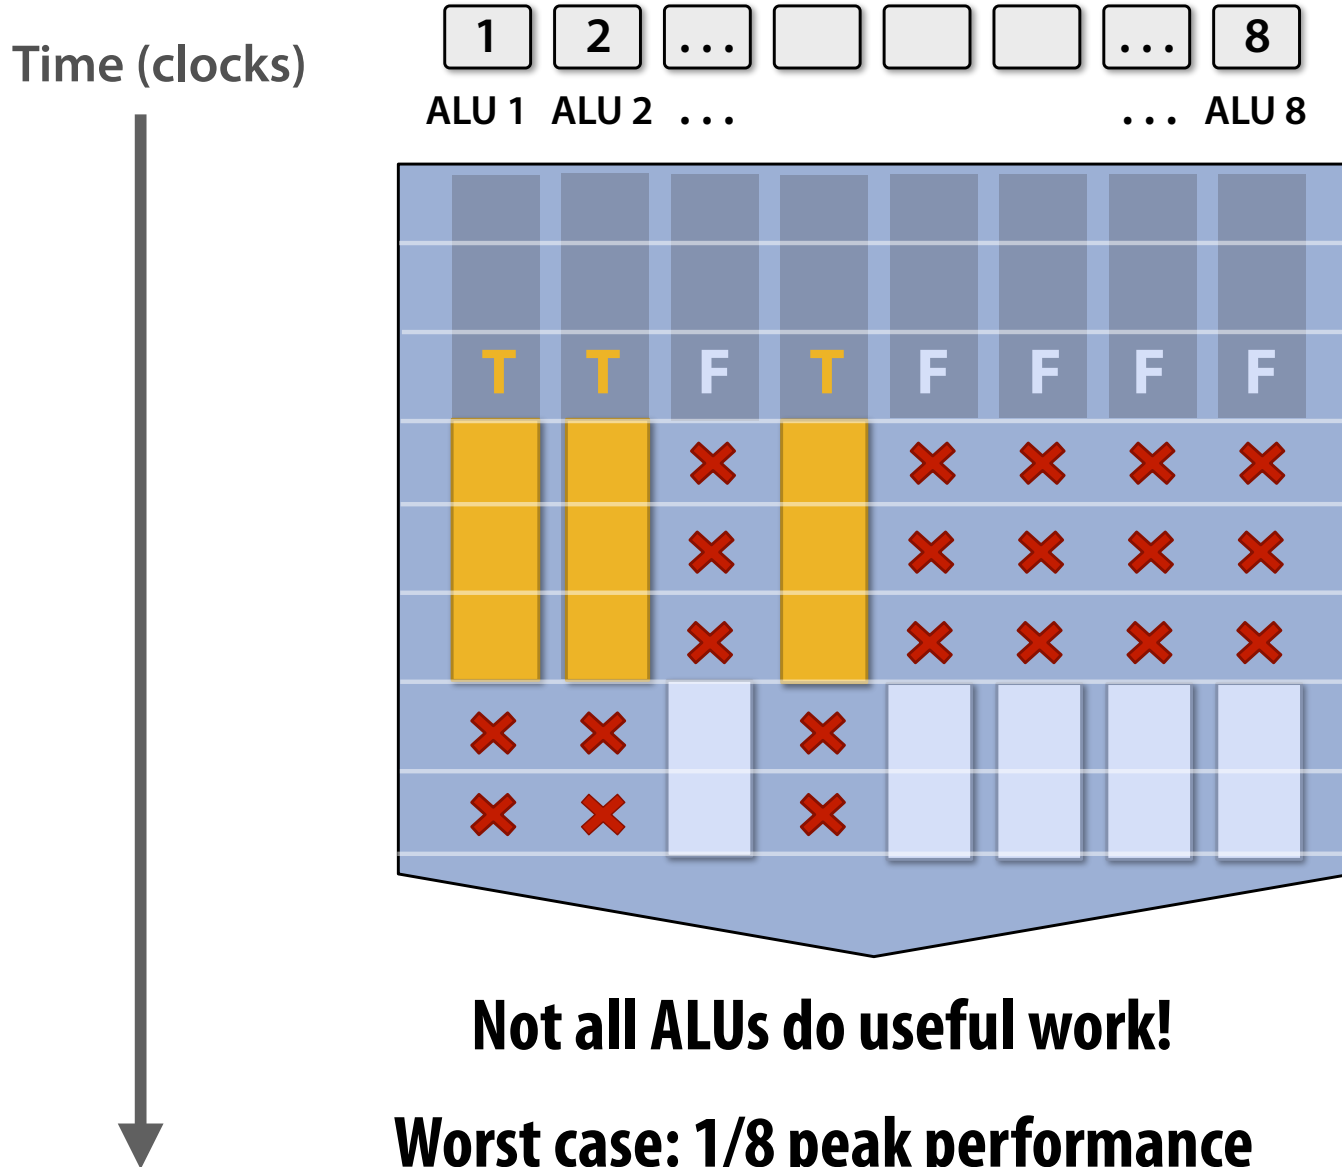 1 2 ... ... 8
Time (clocks)
ALU 1 ALU 2 ... ... ALU 8
T T F T F F F F
Not all ALUs do useful work!
Worst case: 1/8 peak performance